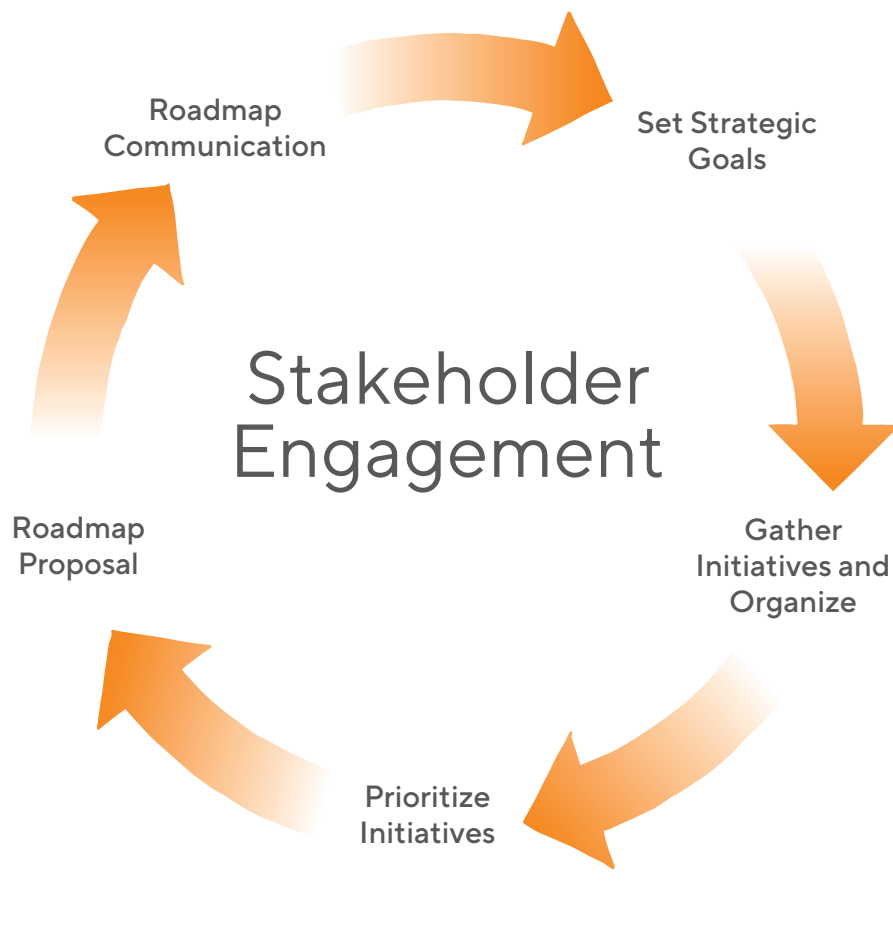 Roadmap
Communication
Set Strategic
Goals
Stakeholder
Engagement
Gather
Initiatives and
Organize
Prioritize
Initiatives
Roadmap
Proposal